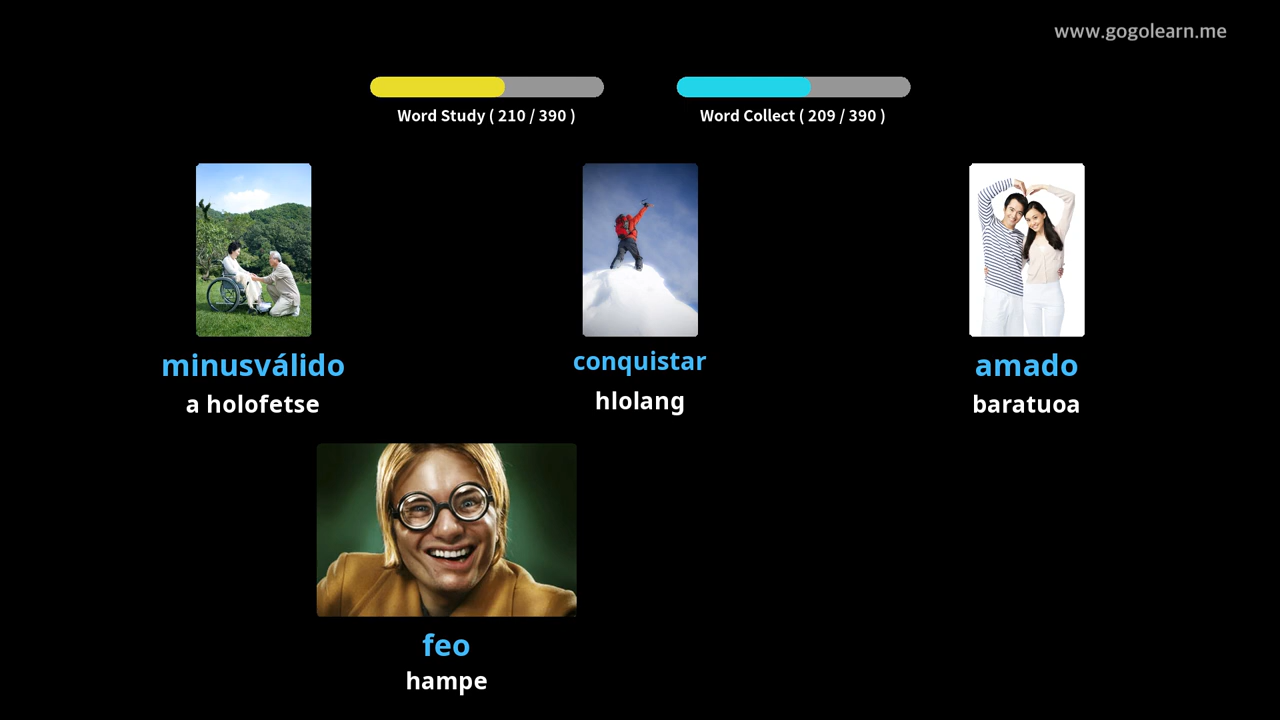 www.gogolearn.me
Word Study ( 210 / 390 )
Word Collect ( 209 / 390 )
minusválido
a holofetse
conquistar
hlolang
amado
baratuoa
feo
hampe